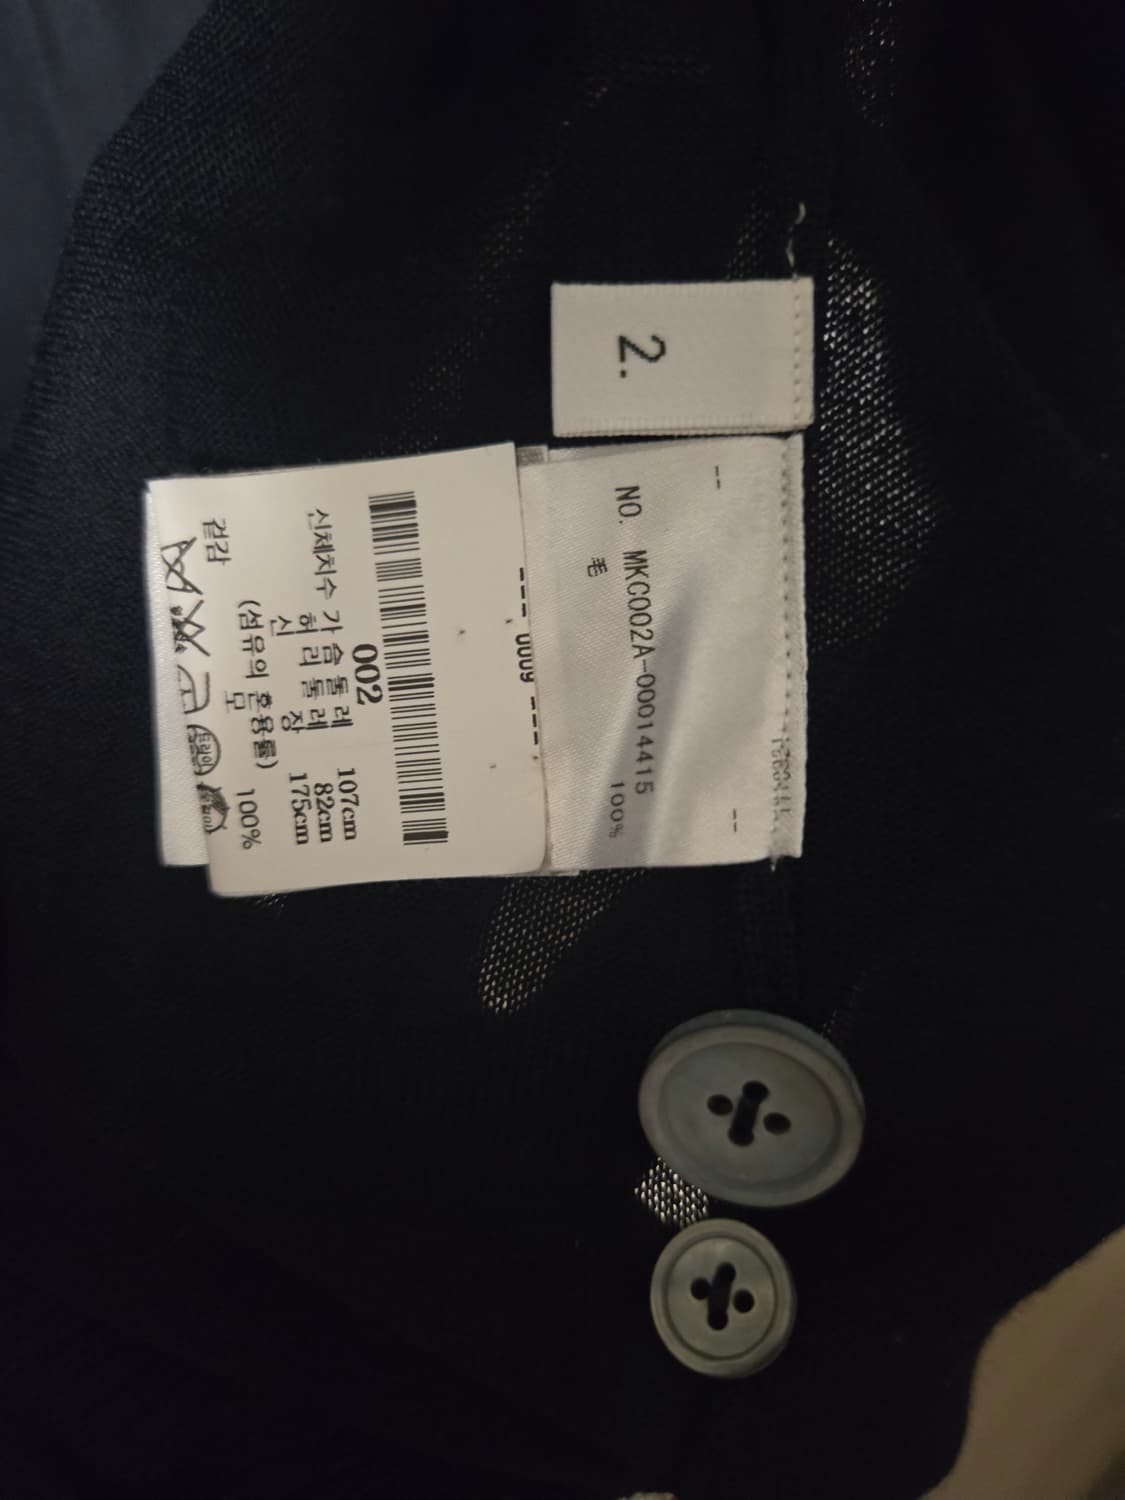 2.
NO. MKC002A-00014415
毛 100%
002
신체치수 가슴둘레 107cm
허리둘레 82cm
신장 175cm
(섬유의 혼용률)
겉감 모 100%